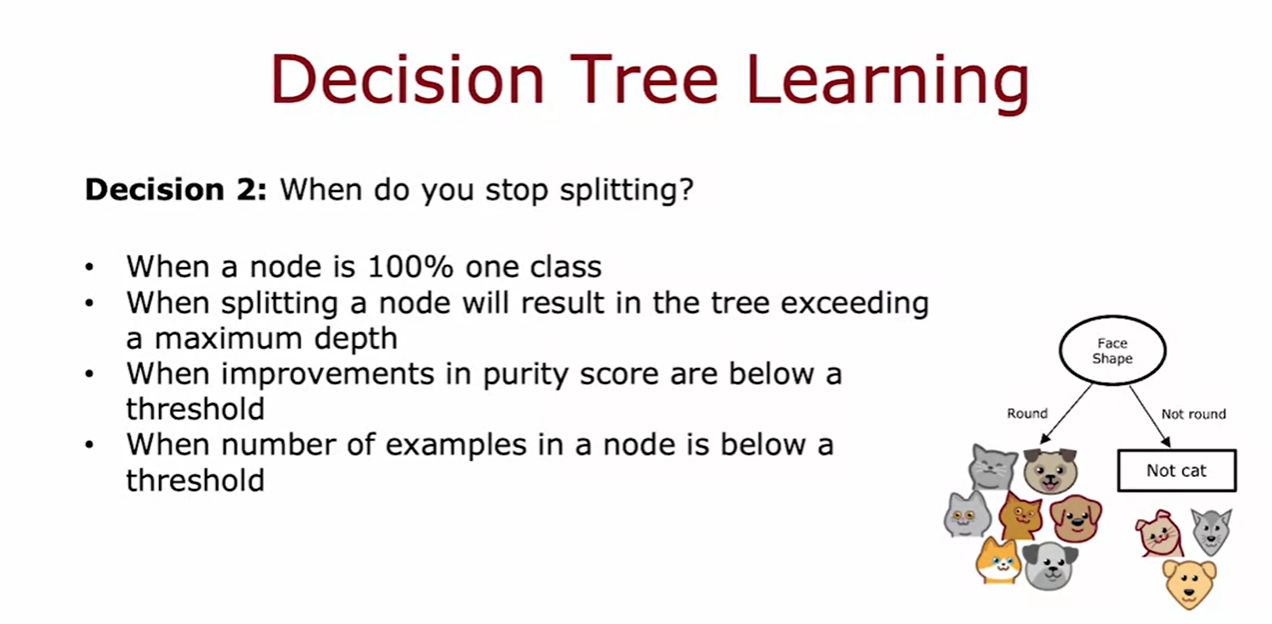 Decision Tree Learning
Decision 2: When do you stop splitting?
• When a node is 100% one class
• When splitting a node will result in the tree exceeding
a maximum depth
• When improvements in purity score are below a
threshold
• When number of examples in a node is below a
threshold
Face
Shape
Round
Not round
Not cat